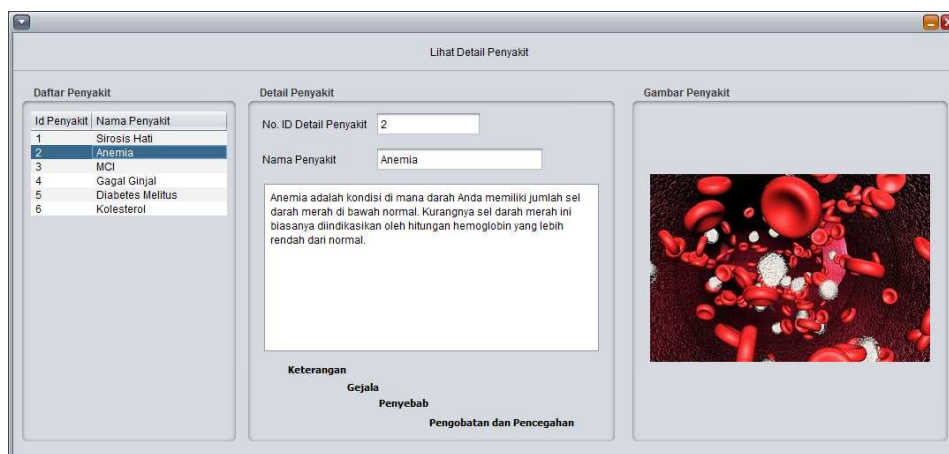 Lihat Detail Penyakit
Daftar Penyakit
Id Penyakit Nama Penyakit
1 Sirosis Hati
2 Anemia
3 MCI
4 Gagal Ginjal
5 Diabetes Melitus
6 Kolesterol
Detail Penyakit
No. ID Detail Penyakit 2
Nama Penyakit Anemia
Anemia adalah kondisi di mana darah Anda memiliki jumlah sel
darah merah di bawah normal. Kurangnya sel darah merah ini
biasanya diindikasikan oleh hitungan hemoglobin yang lebih
rendah dari normal.
Keterangan
Gejala
Penyebab
Pengobatan dan Pencegahan
Gambar Penyakit